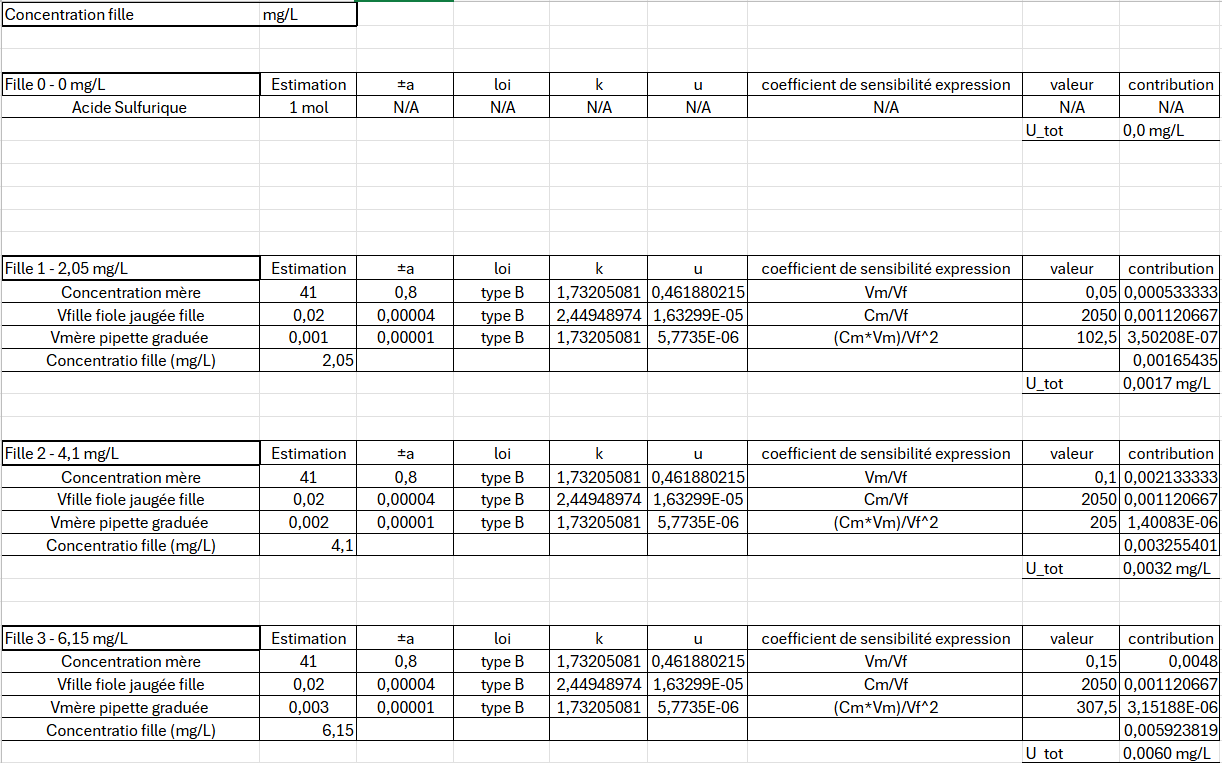 Concentration fille mg/L
Fille 0 - 0 mg/L Estimation ±a loi k u coefficient de sensibilité expression valeur contribution
Acide Sulfurique 1 mol N/A N/A N/A N/A N/A N/A N/A
U_tot 0,0 mg/L
Fille 1 - 2,05 mg/L Estimation ±a loi k u coefficient de sensibilité expression valeur contribution
Concentration mère 41 0,8 type B 1,73205081 0,461880215 Vm/Vf 0,05 0,000533333
Vfille fiole jaugée fille 0,02 0,00004 type B 2,44948974 1,63299E-05 Cm/Vf 2050 0,001120667
Vmère pipette graduée 0,001 0,00001 type B 1,73205081 5,7735E-06 (Cm*Vm)/Vf^2 102,5 3,50208E-07
Concentratio fille (mg/L) 2,05 0,00165435
U_tot 0,0017 mg/L
Fille 2 - 4,1 mg/L Estimation ±a loi k u coefficient de sensibilité expression valeur contribution
Concentration mère 41 0,8 type B 1,73205081 0,461880215 Vm/Vf 0,1 0,002133333
Vfille fiole jaugée fille 0,02 0,00004 type B 2,44948974 1,63299E-05 Cm/Vf 2050 0,001120667
Vmère pipette graduée 0,002 0,00001 type B 1,73205081 5,7735E-06 (Cm*Vm)/Vf^2 205 1,40083E-06
Concentratio fille (mg/L) 4,1 0,003255401
U_tot 0,0032 mg/L
Fille 3 - 6,15 mg/L Estimation ±a loi k u coefficient de sensibilité expression valeur contribution
Concentration mère 41 0,8 type B 1,73205081 0,461880215 Vm/Vf 0,15 0,0048
Vfille fiole jaugée fille 0,02 0,00004 type B 2,44948974 1,63299E-05 Cm/Vf 2050 0,001120667
Vmère pipette graduée 0,003 0,00001 type B 1,73205081 5,7735E-06 (Cm*Vm)/Vf^2 307,5 3,15188E-06
Concentratio fille (mg/L) 6,15 0,005923819
U_tot 0,0060 mg/L